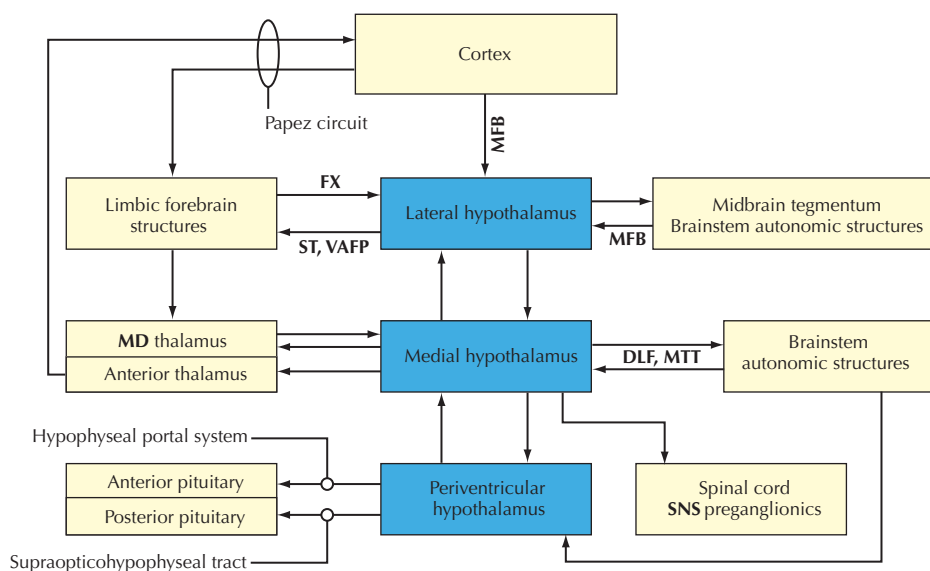 Cortex
Papez circuit
MFB
Limbic forebrain
structures
FX
ST, VAFP
Lateral hypothalamus
MFB
Midbrain tegmentum
Brainstem autonomic structures
MD thalamus
Anterior thalamus
Medial hypothalamus
DLF, MTT
Brainstem
autonomic structures
Hypophyseal portal system
Anterior pituitary
Posterior pituitary
Periventricular
hypothalamus
Spinal cord
SNS preganglionics
Supraopticohypophyseal tract